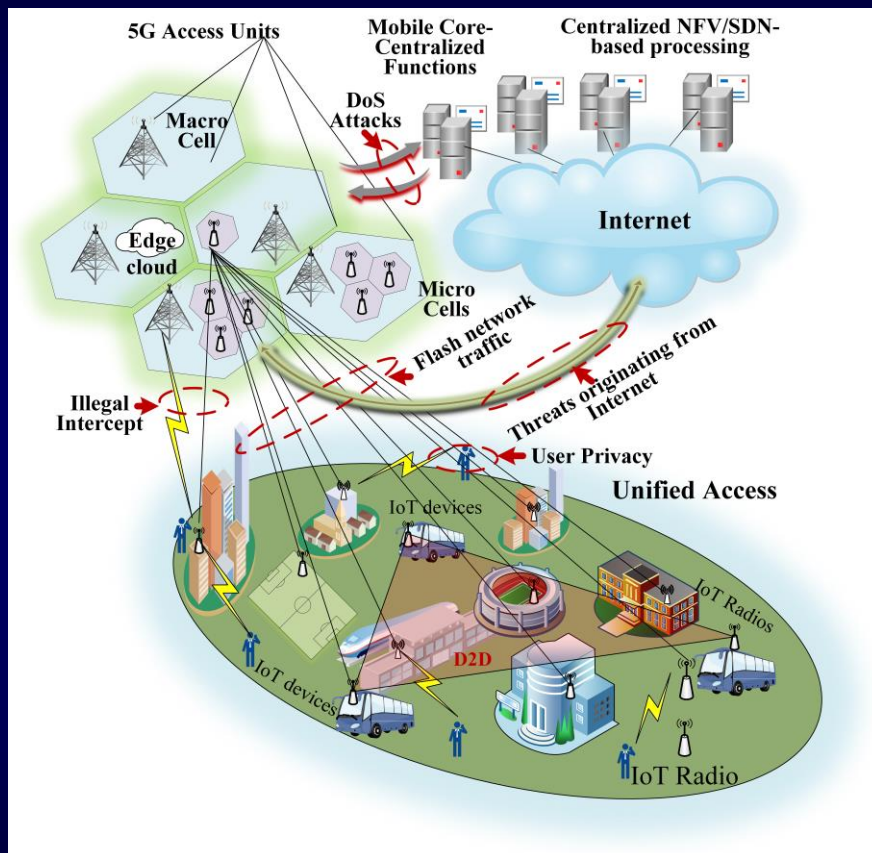 5G Access Units
Mobile Core-
Centralized
Functions
Centralized NFV/SDN-
based processing
DoS
Attacks
Macro
Cell
Internet
Edge
cloud
Micro
Cells
Flash network
traffic
Threats originating from
Internet
Illegal
Intercept
User Privacy
Unified Access
IoT devices
IoT Radios
D2D
IoT devices
IoT Radio